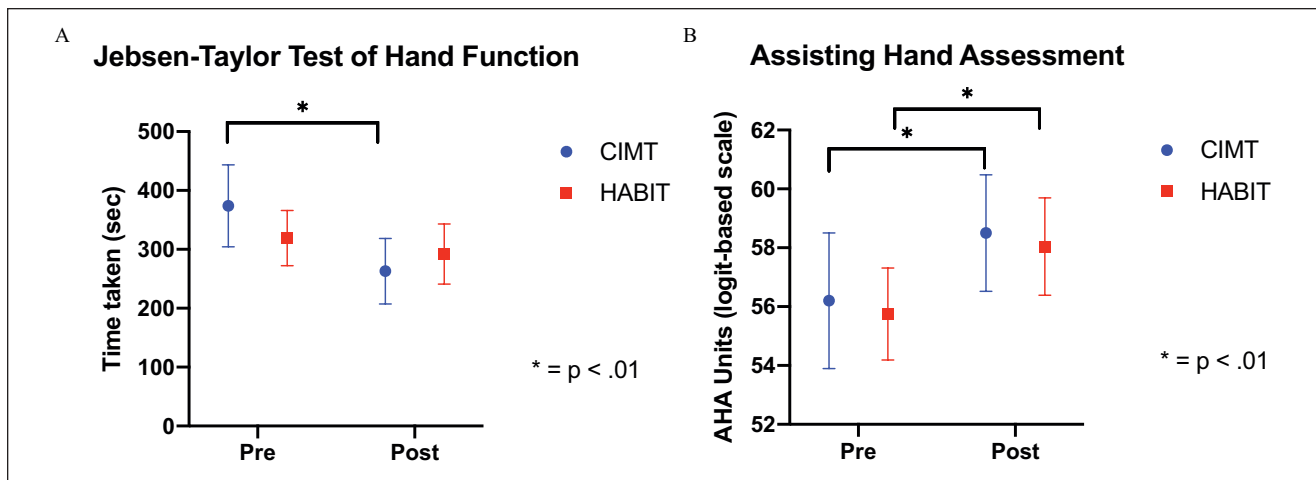 A
Jebsen-Taylor Test of Hand Function
*
500
400
300
200
100
0
Time taken (sec)
Pre
Post
CIMT
HABIT
* = p < .01
B
Assisting Hand Assessment
*
*
62
60
58
56
54
52
AHA Units (logit-based scale)
Pre
Post
CIMT
HABIT
* = p < .01